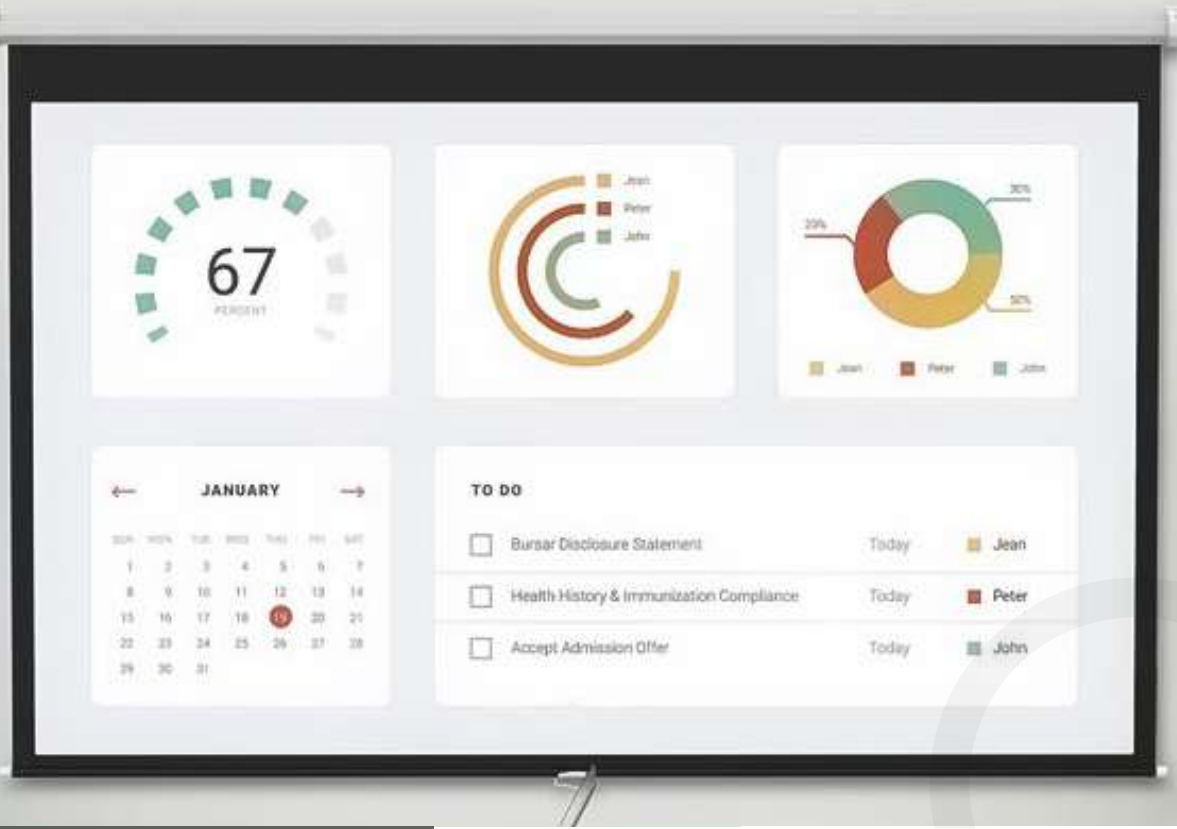 67
PERCENT
Jean
Peter
John
30%
20%
50%
Jean Peter John
JANUARY
SUN MON TUE WED THU FRI SAT
1 2 3 4 5 6 7
8 9 10 11 12 13 14
15 16 17 18 19 20 21
22 23 24 25 26 27 28
29 30 31
TO DO
Bursar Disclosure Statement Today Jean
Health History & Immunization Compliance Today Peter
Accept Admission Offer Today John